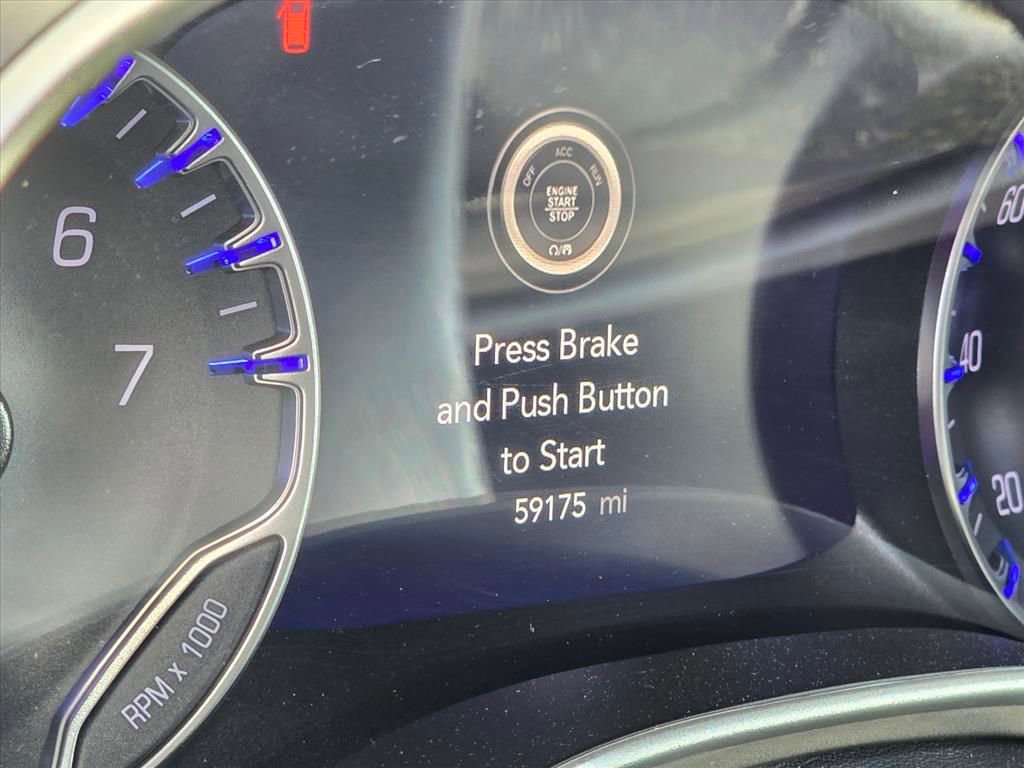 OFF ACC RUN
ENGINE
START
STOP
6
7
RPM x 1000
Press Brake
and Push Button
to Start
59175 mi
60
40
20